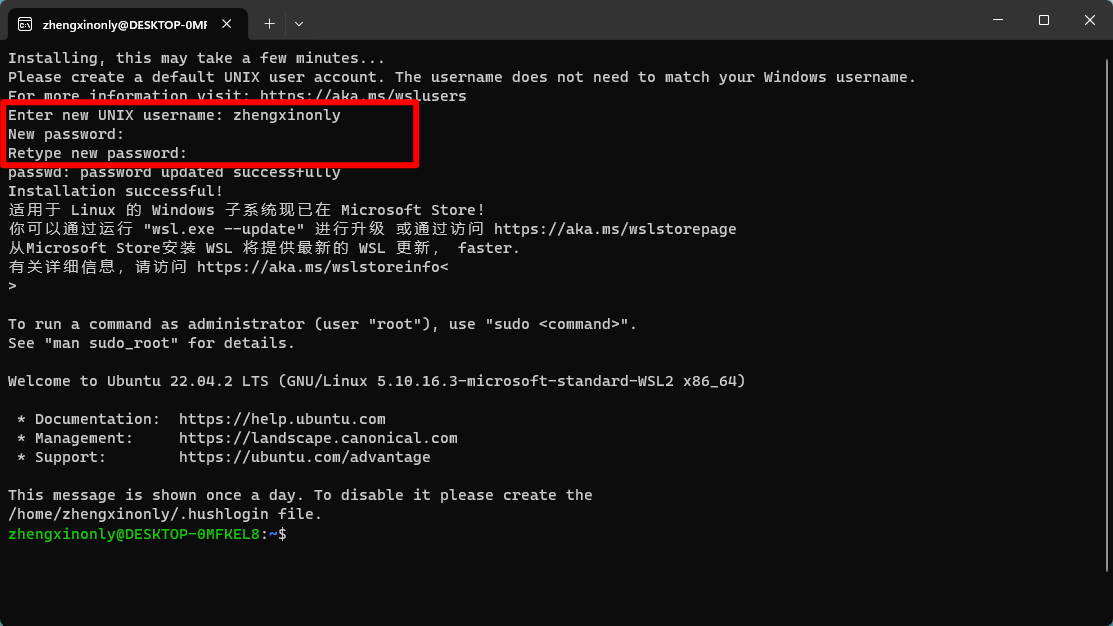 zhengxinonly@DESKTOP-0MF
Installing, this may take a few minutes...
Please create a default UNIX user account. The username does not need to match your Windows username.
For more information visit: https://aka.ms/wslusers
Enter new UNIX username: zhengxinonly
New password:
Retype new password:
passwd: password updated successfully
Installation successful!
适用于 Linux 的 Windows 子系统现已在 Microsoft Store!
你可以通过运行 "wsl.exe --update" 进行升级 或通过访问 https://aka.ms/wslstorepage
从Microsoft Store安装 WSL 将提供最新的 WSL 更新， faster.
有关详细信息，请访问 https://aka.ms/wslstoreinfo<
>
To run a command as administrator (user "root"), use "sudo <command>".
See "man sudo_root" for details.
Welcome to Ubuntu 22.04.2 LTS (GNU/Linux 5.10.16.3-microsoft-standard-WSL2 x86_64)
* Documentation:  https://help.ubuntu.com
* Management:     https://landscape.canonical.com
* Support:        https://ubuntu.com/advantage
This message is shown once a day. To disable it please create the
/home/zhengxinonly/.hushlogin file.
zhengxinonly@DESKTOP-0MFKEL8:~$